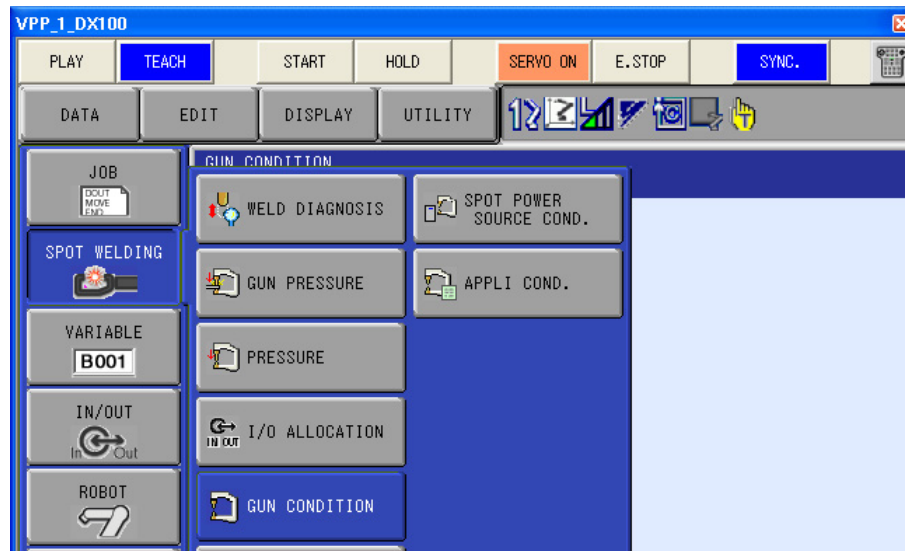 VPP_1_DX100
PLAY TEACH START HOLD SERVO ON E.STOP SYNC.
DATA EDIT DISPLAY UTILITY
JOB
DOUT
MOVE
END
SPOT WELDING
VARIABLE
B001
IN/OUT
In Out
ROBOT
GUN CONDITION
WELD DIAGNOSIS
SPOT POWER
SOURCE COND.
GUN PRESSURE
APPLI COND.
PRESSURE
IN OUT
I/O ALLOCATION
GUN CONDITION